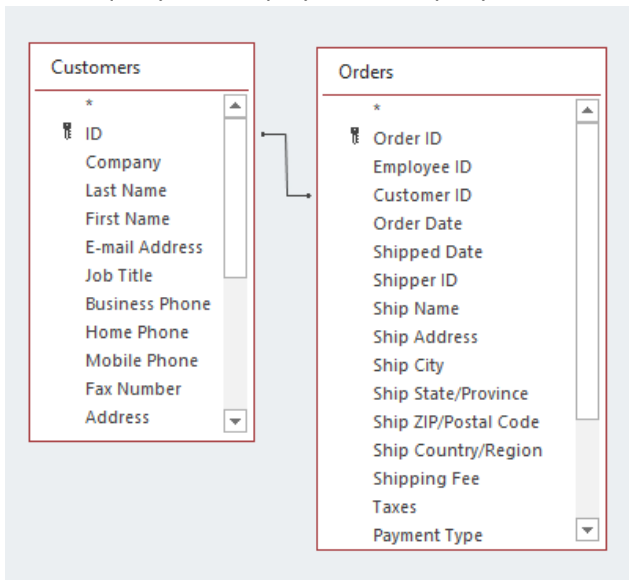 Customers
*
ID
Company
Last Name
First Name
E-mail Address
Job Title
Business Phone
Home Phone
Mobile Phone
Fax Number
Address
Orders
*
Order ID
Employee ID
Customer ID
Order Date
Shipped Date
Shipper ID
Ship Name
Ship Address
Ship City
Ship State/Province
Ship ZIP/Postal Code
Ship Country/Region
Shipping Fee
Taxes
Payment Type